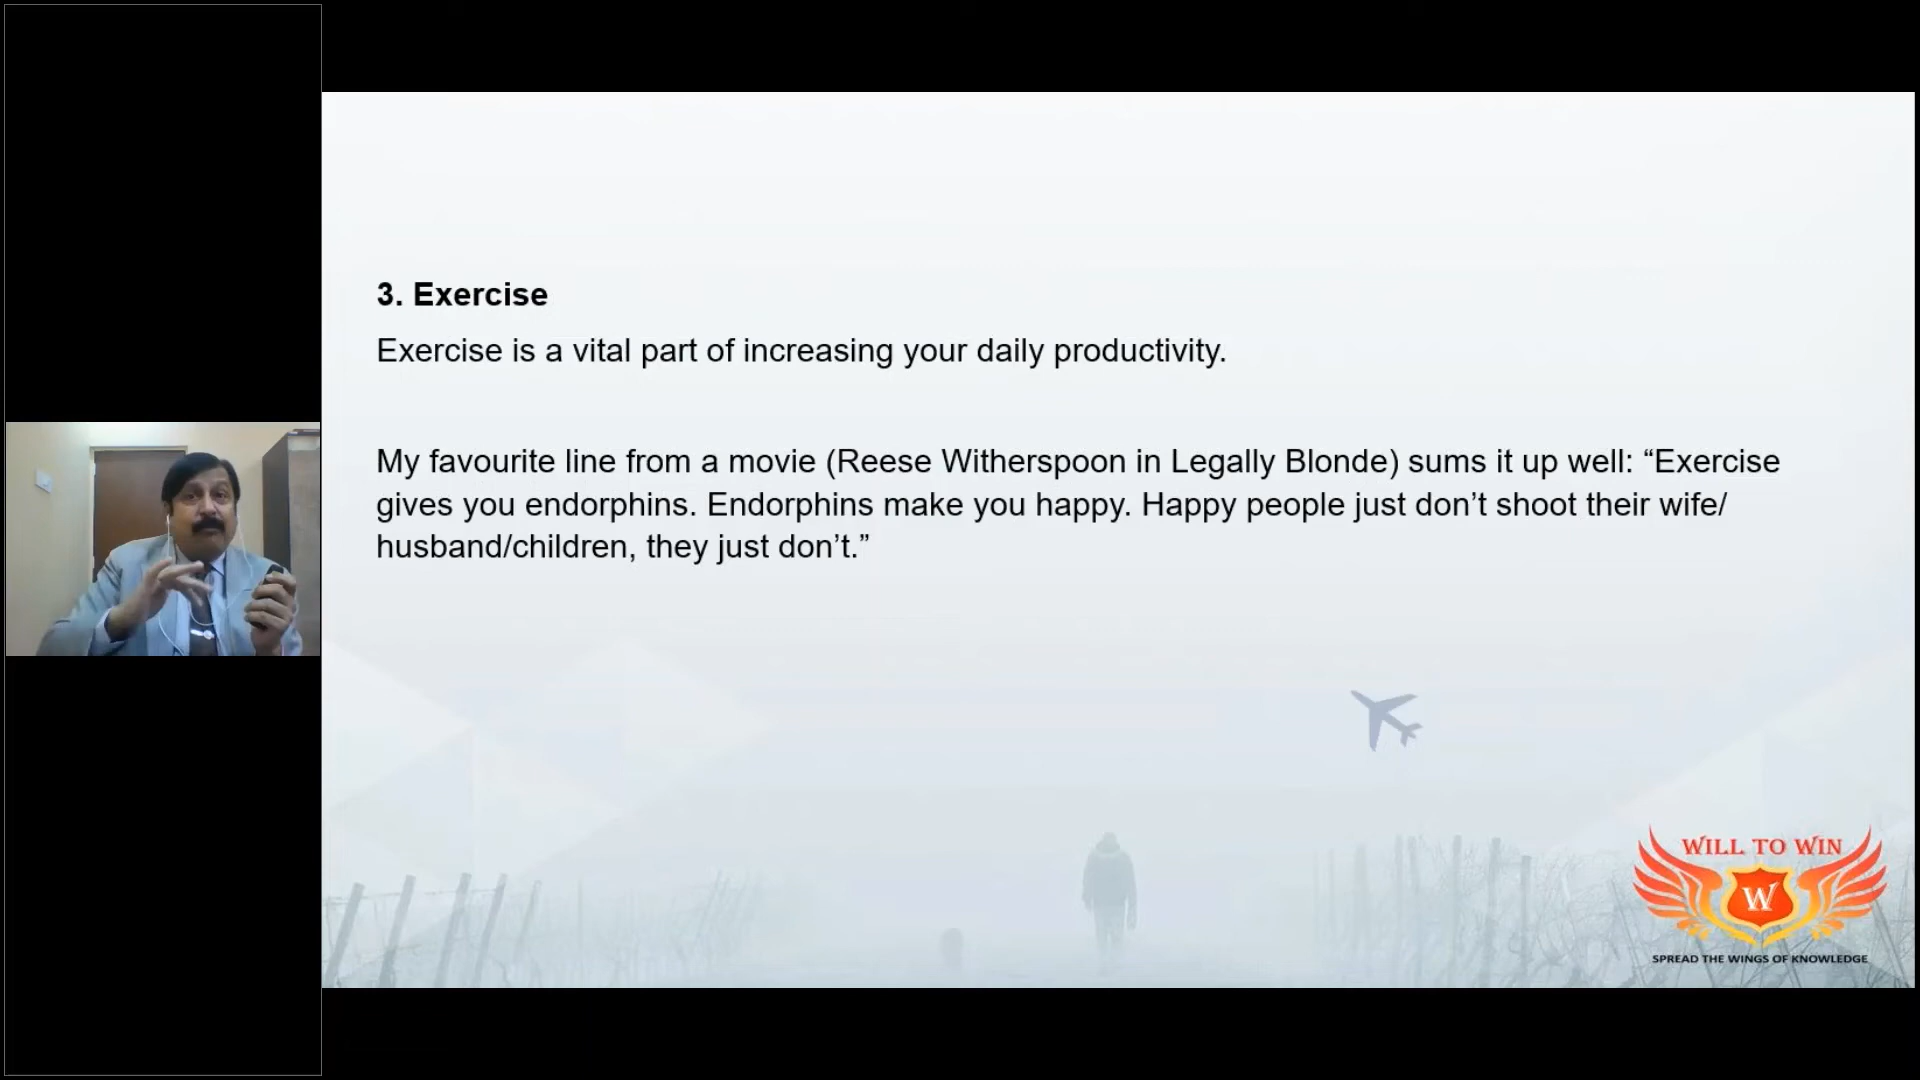 3. Exercise
Exercise is a vital part of increasing your daily productivity.
My favourite line from a movie (Reese Witherspoon in Legally Blonde) sums it up well: “Exercise
gives you endorphins. Endorphins make you happy. Happy people just don’t shoot their wife/
husband/children, they just don’t.”
WILL TO WIN
W
SPREAD THE WINGS OF KNOWLEDGE